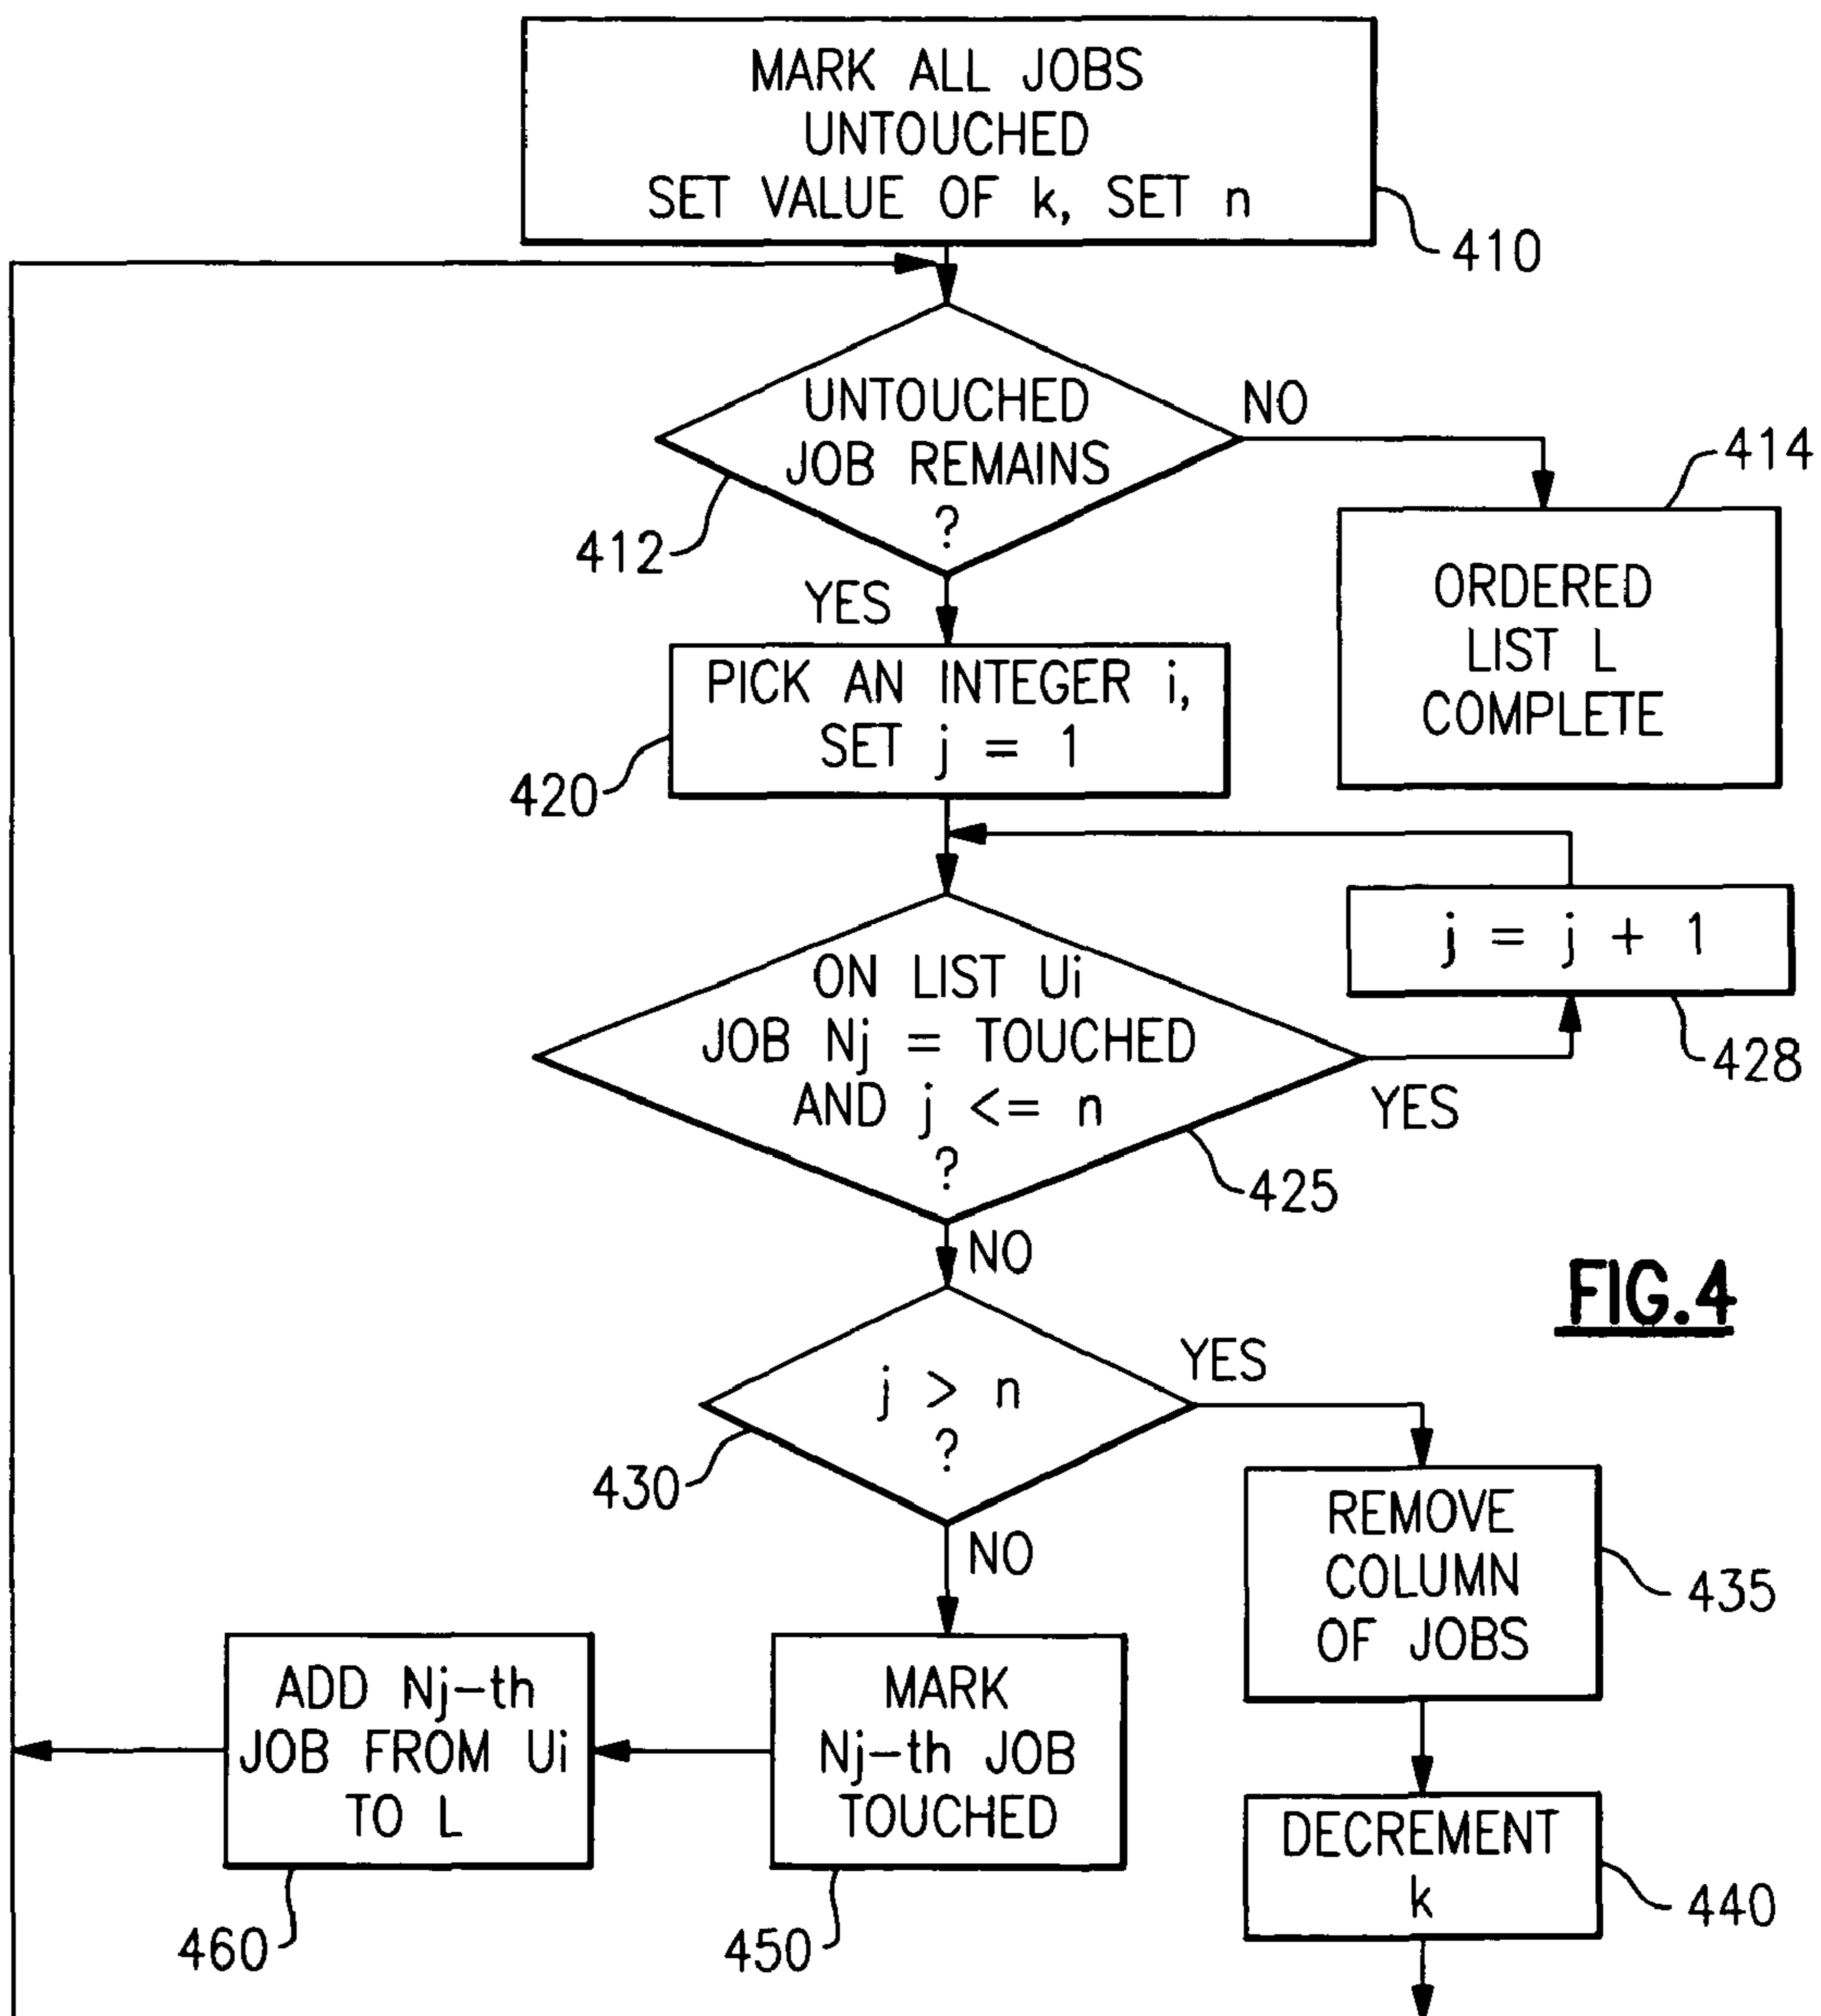 MARK ALL JOBS
UNTOUCHED
SET VALUE OF k, SET n
410
UNTOUCHED
JOB REMAINS
?
412
NO
YES
414
ORDERED
LIST L
COMPLETE
PICK AN INTEGER i,
SET j = 1
420
j = j + 1
428
ON LIST Ui
JOB Nj = TOUCHED
AND j <= n
?
YES
425
NO
FIG.4
j > n
?
YES
430
NO
REMOVE
COLUMN
OF JOBS
435
MARK
Nj-th JOB
TOUCHED
450
ADD Nj-th
JOB FROM Ui
TO L
460
DECREMENT
k
440